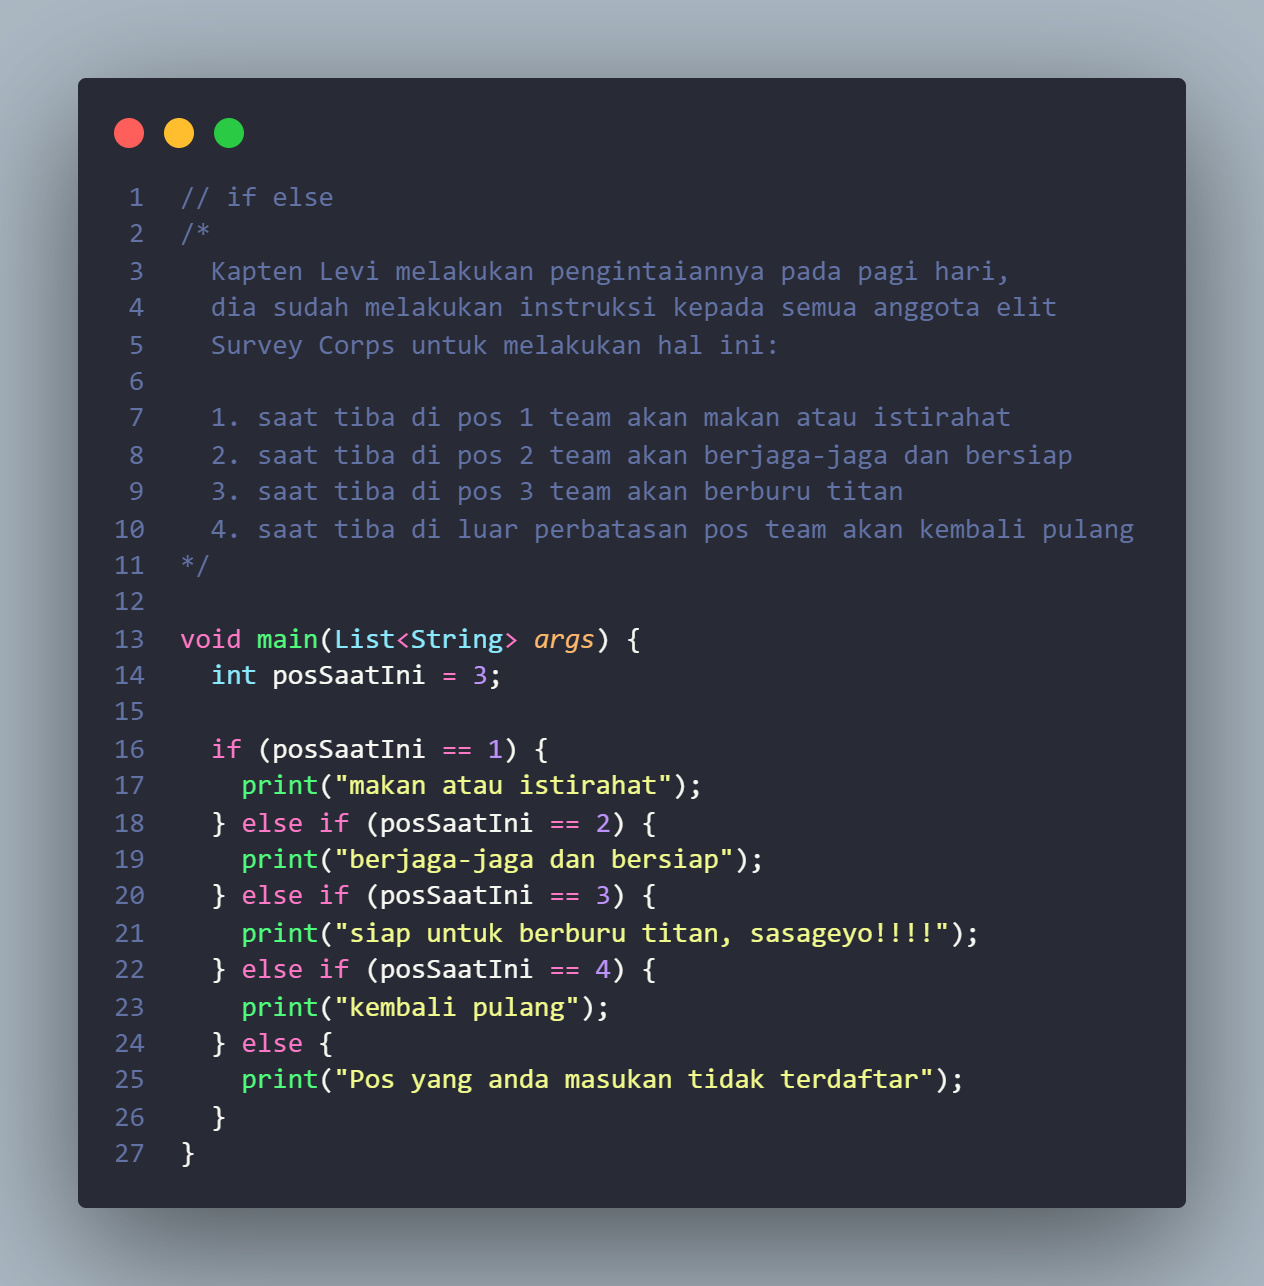 1 // if else
2 /*
3   Kapten Levi melakukan pengintaiannya pada pagi hari,
4   dia sudah melakukan instruksi kepada semua anggota elit
5   Survey Corps untuk melakukan hal ini:
6
7   1. saat tiba di pos 1 team akan makan atau istirahat
8   2. saat tiba di pos 2 team akan berjaga-jaga dan bersiap
9   3. saat tiba di pos 3 team akan berburu titan
10   4. saat tiba di luar perbatasan pos team akan kembali pulang
11 */
12
13 void main(List<String> args) {
14   int posSaatIni = 3;
15
16   if (posSaatIni == 1) {
17     print("makan atau istirahat");
18   } else if (posSaatIni == 2) {
19     print("berjaga-jaga dan bersiap");
20   } else if (posSaatIni == 3) {
21     print("siap untuk berburu titan, sasageyo!!!!");
22   } else if (posSaatIni == 4) {
23     print("kembali pulang");
24   } else {
25     print("Pos yang anda masukan tidak terdaftar");
26   }
27 }